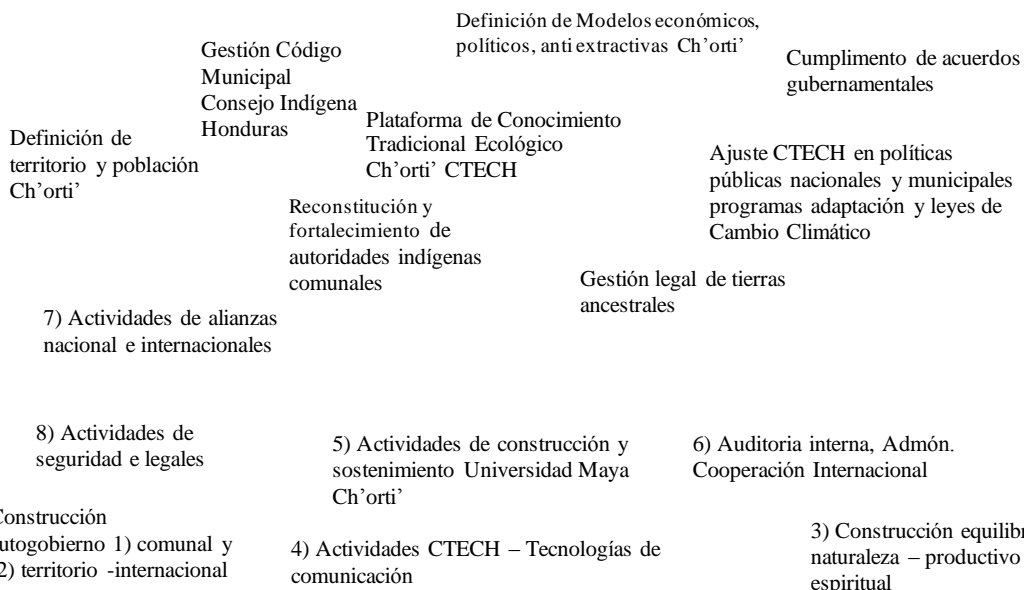 Definición de Modelos económicos,
políticos, anti extractivas Ch’orti’
Gestión Código
Municipal
Consejo Indígena
Honduras
Cumplimento de acuerdos
gubernamentales
Plataforma de Conocimiento
Tradicional Ecológico
Ch’orti’ CTECH
Definición de
territorio y población
Ch’orti’
Ajuste CTECH en políticas
públicas nacionales y municipales
programas adaptación y leyes de
Cambio Climático
Reconstitución y
fortalecimiento de
autoridades indígenas
comunales
Gestión legal de tierras
ancestrales
7) Actividades de alianzas
nacional e internacionales
8) Actividades de
seguridad e legales
5) Actividades de construcción y
sostenimiento Universidad Maya
Ch’orti’
6) Auditoria interna, Admón.
Cooperación Internacional
onstrucción
utogobierno 1) comunal y
2) territorio -internacional
4) Actividades CTECH – Tecnologías de
comunicación
3) Construcción equilibr
naturaleza – productivo
espiritual